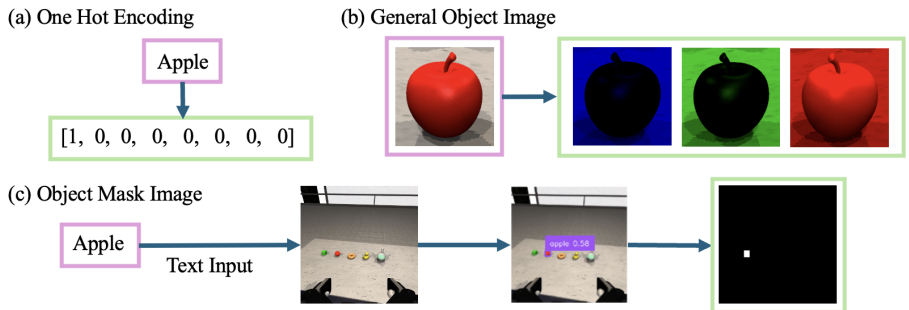 (a) One Hot Encoding
Apple
[1, 0, 0, 0, 0, 0, 0, 0]
(b) General Object Image
(c) Object Mask Image
Apple
Text Input
apple 0.58